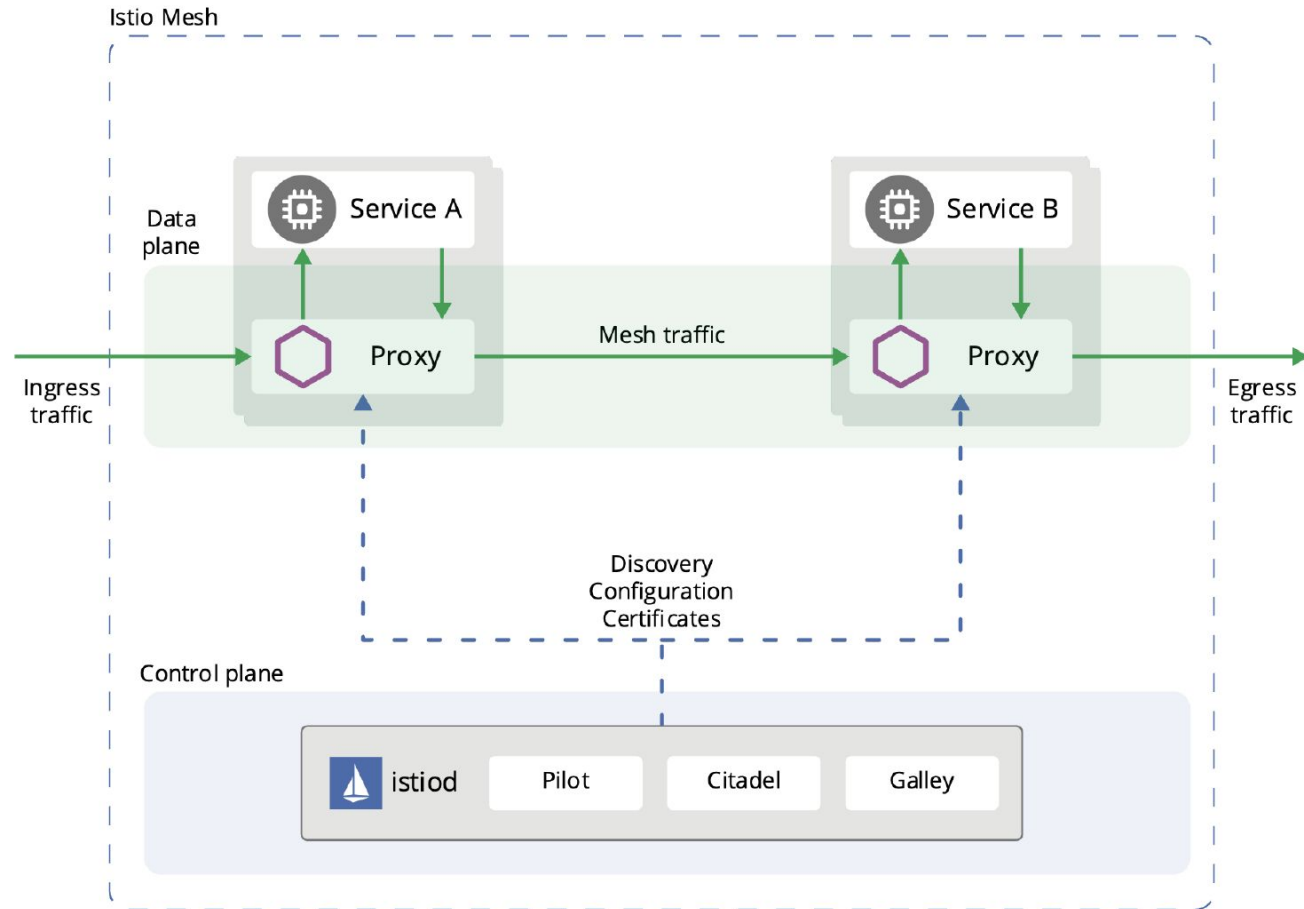 Istio Mesh
Service A
Service B
Data
plane
Proxy
Mesh traffic
Proxy
Ingress
traffic
Egress
traffic
Discovery
Configuration
Certificates
Control plane
istiod
Pilot
Citadel
Galley